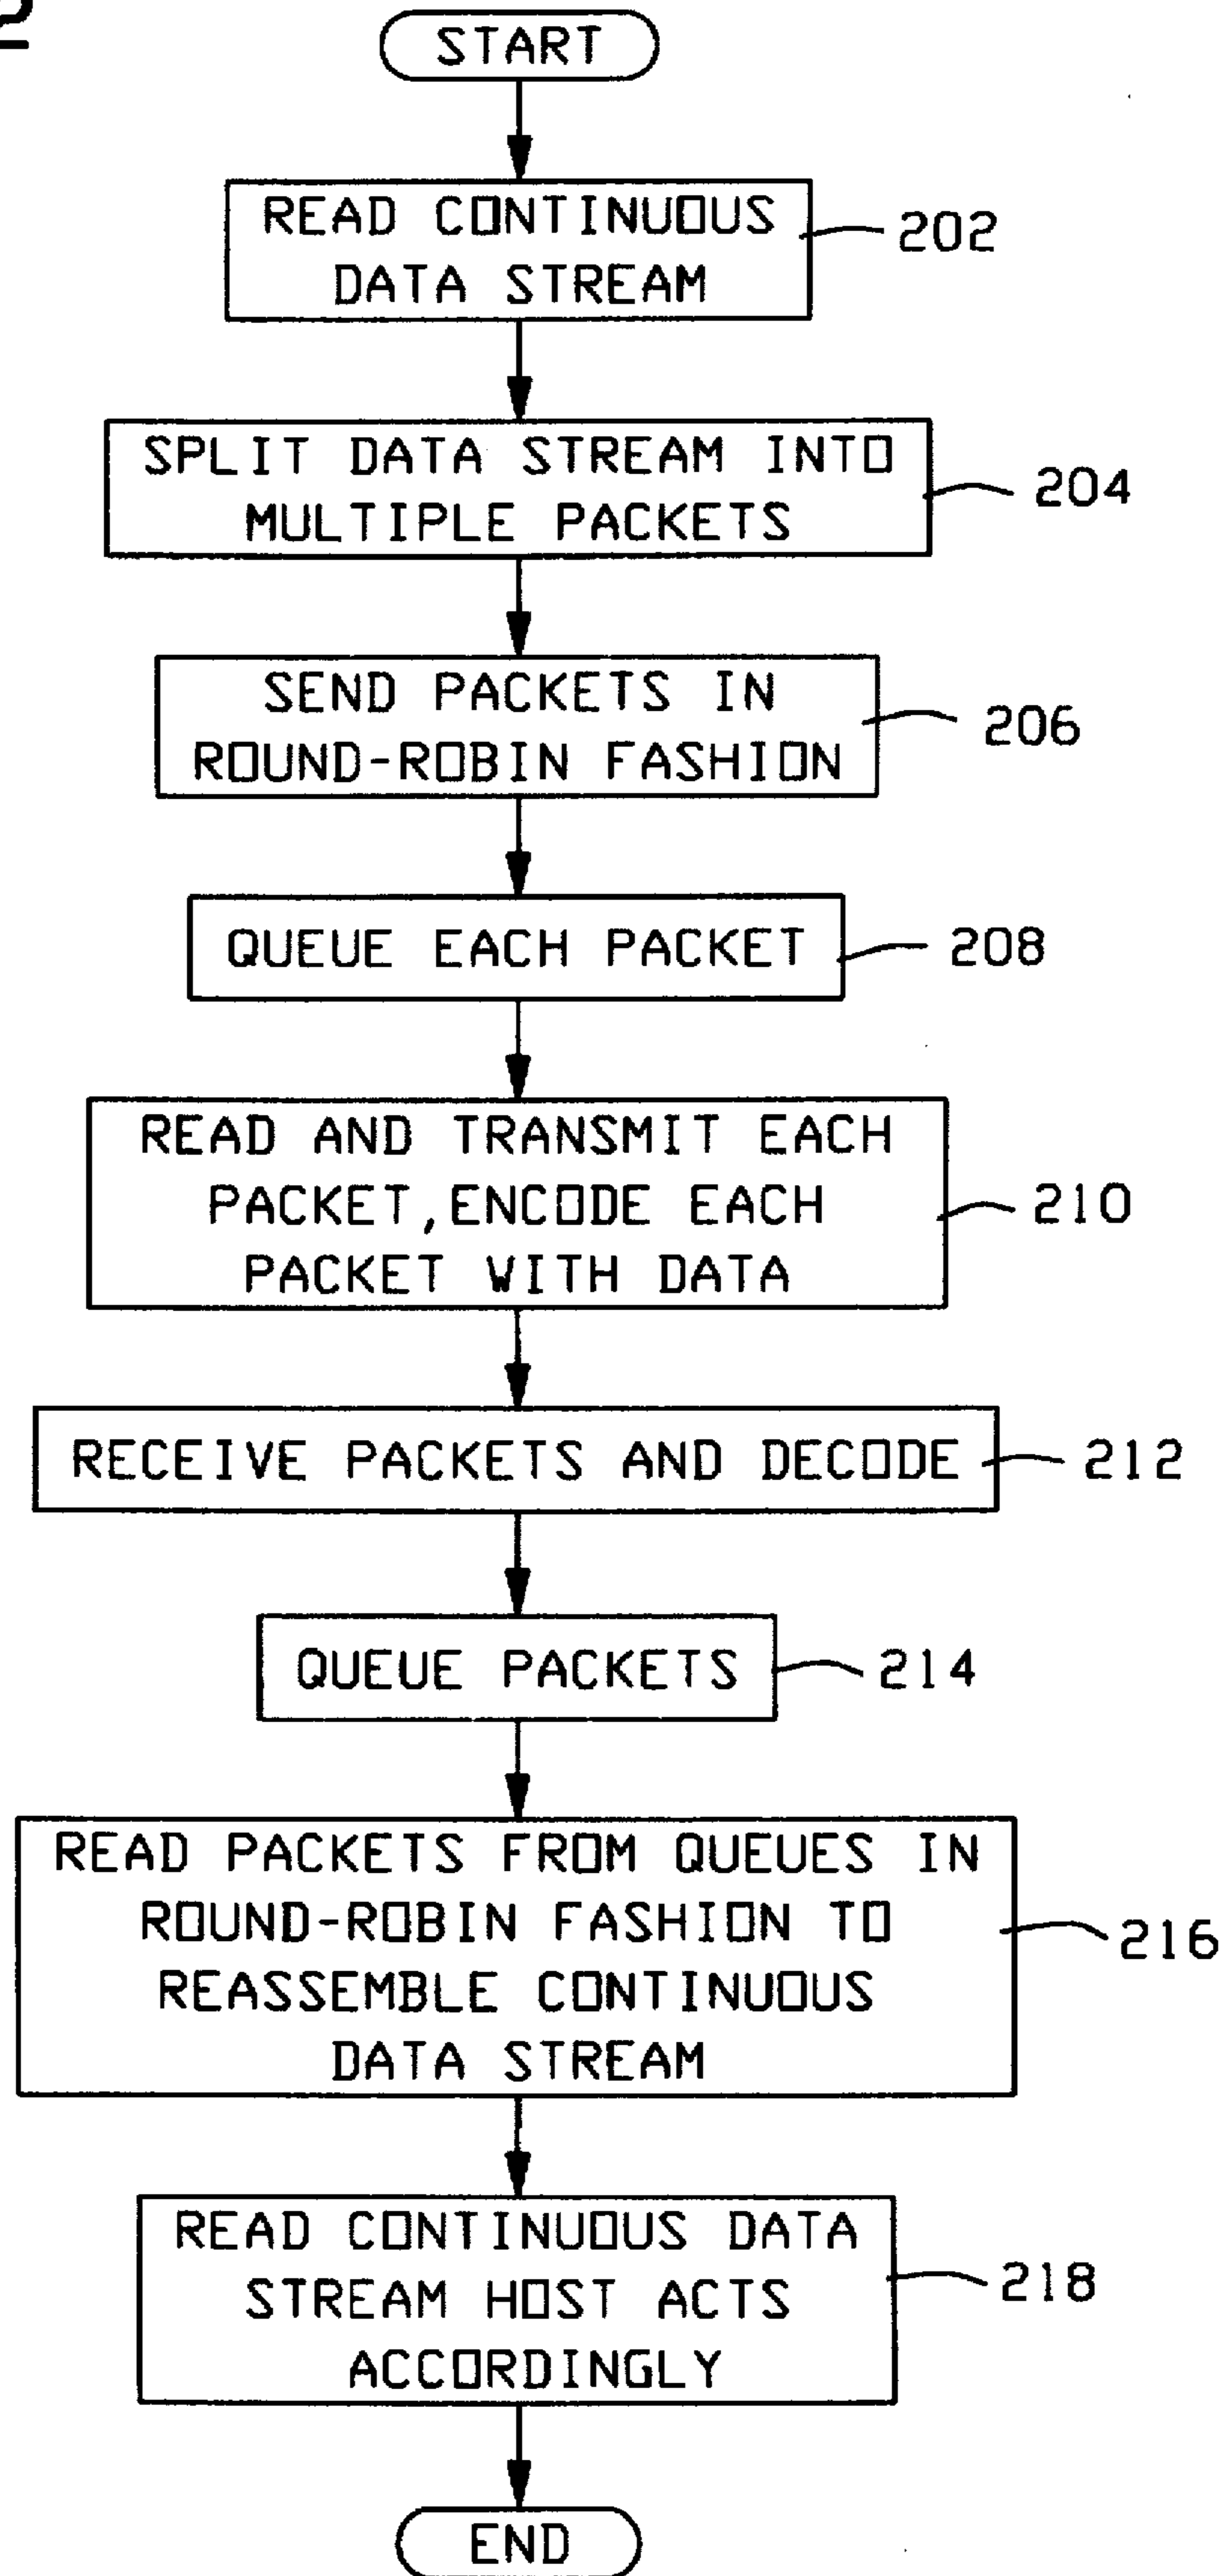 2
START
READ CONTINUOUS
DATA STREAM
202
SPLIT DATA STREAM INTO
MULTIPLE PACKETS
204
SEND PACKETS IN
ROUND-ROBIN FASHION
206
QUEUE EACH PACKET
208
READ AND TRANSMIT EACH
PACKET, ENCODE EACH
PACKET WITH DATA
210
RECEIVE PACKETS AND DECODE
212
QUEUE PACKETS
214
READ PACKETS FROM QUEUES IN
ROUND-ROBIN FASHION TO
REASSEMBLE CONTINUOUS
DATA STREAM
216
READ CONTINUOUS DATA
STREAM HOST ACTS
ACCORDINGLY
218
END